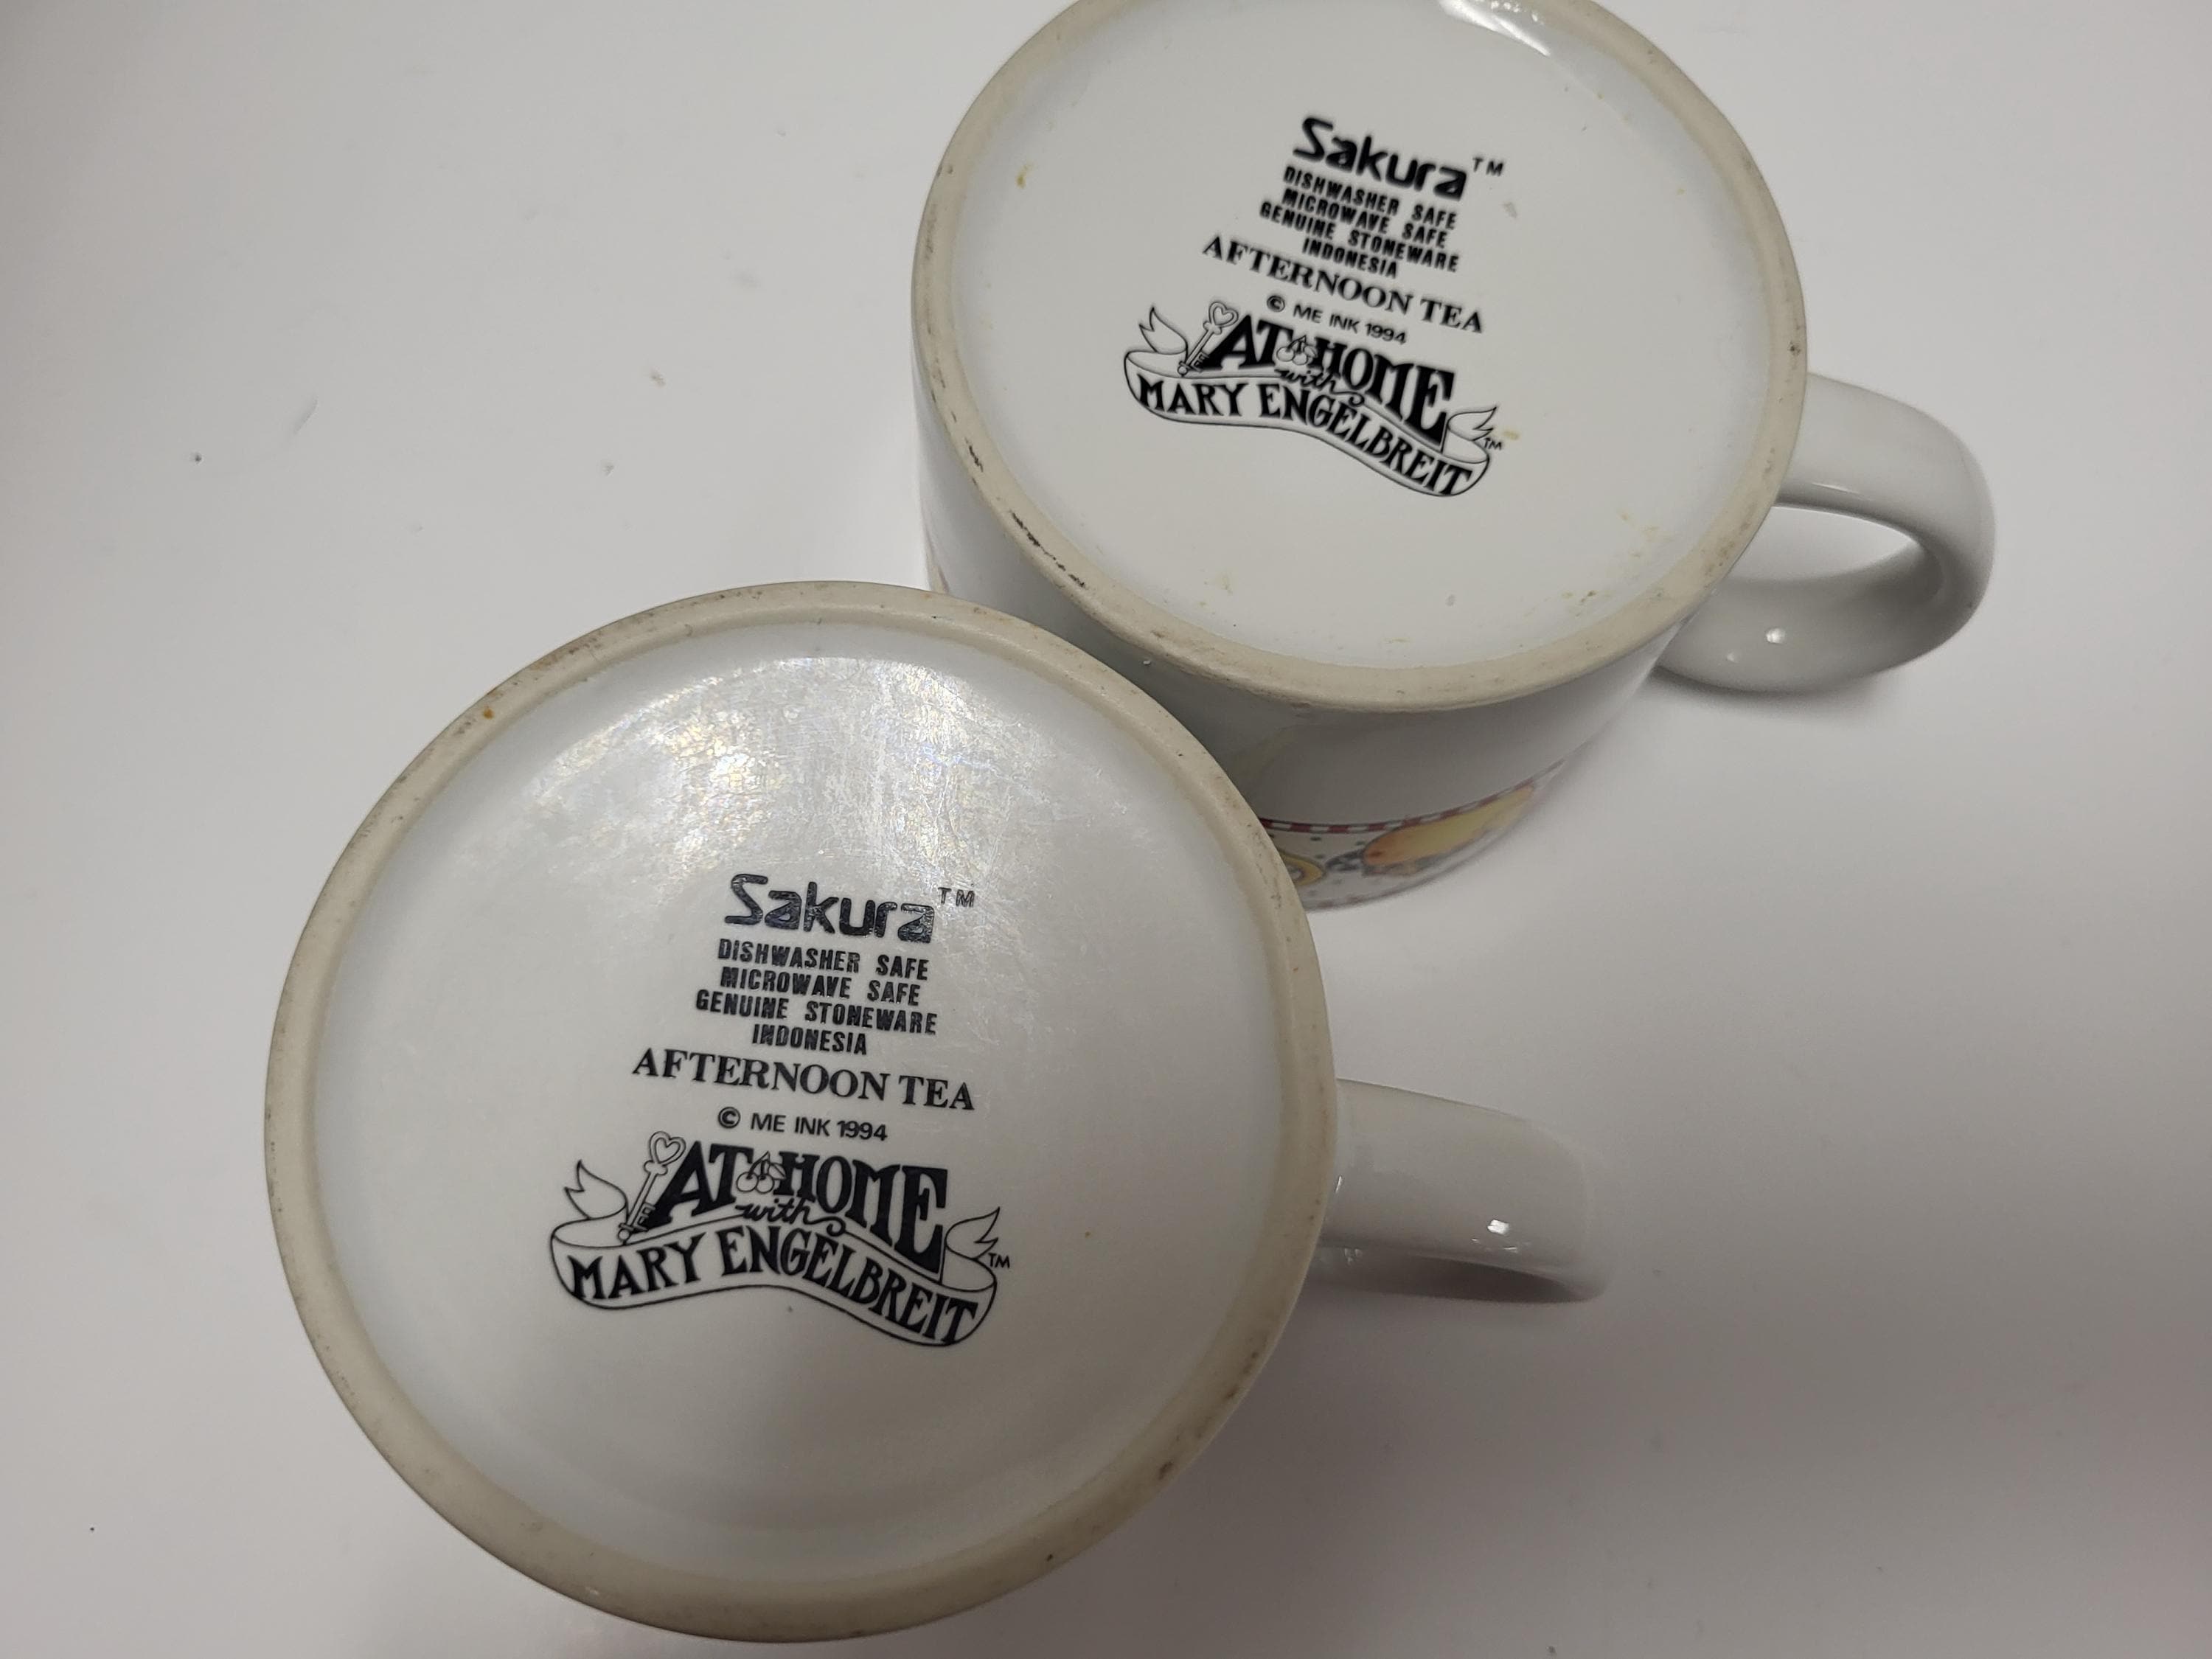 Sakura™
DISHWASHER SAFE
MICROWAVE SAFE
GENUINE STONEWARE
INDONESIA
AFTERNOON TEA
© ME INK 1994
AT HOME
with
MARY ENGELBREIT™
Sakura™
DISHWASHER SAFE
MICROWAVE SAFE
GENUINE STONEWARE
INDONESIA
AFTERNOON TEA
© ME INK 1994
AT HOME
with
MARY ENGELBREIT™